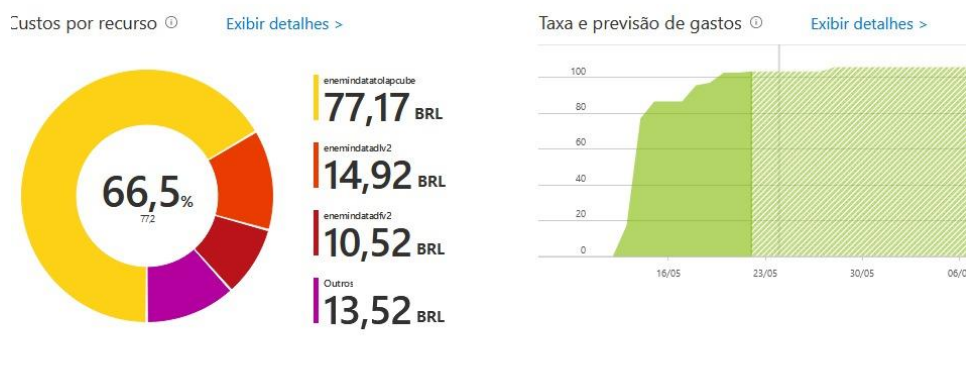 Custos por recurso
Exibir detalhes >
66,5%
77,2
enemindatatolapcube
77,17 BRL
enemindatadlv2
14,92 BRL
enemindatadfv2
10,52 BRL
Outros
13,52 BRL
Taxa e previsão de gastos
Exibir detalhes >
100
80
60
40
20
0
16/05
23/05
30/05